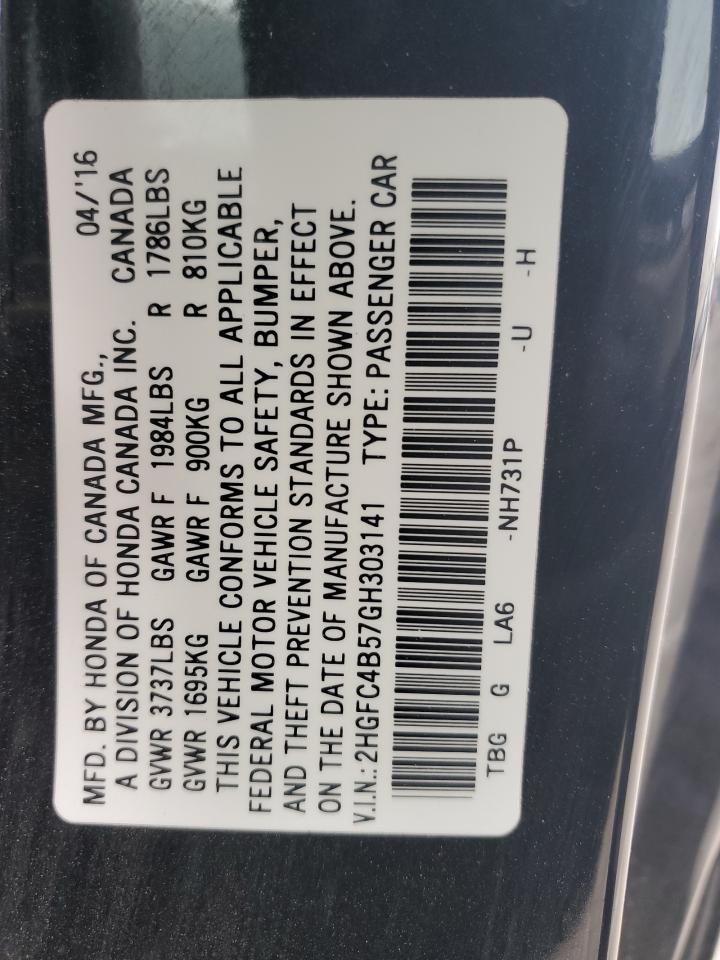 MFD. BY HONDA OF CANADA MFG., 04/'16
A DIVISION OF HONDA CANADA INC. CANADA
GVWR 3737LBS GAWR F 1984LBS R 1786LBS
GVWR 1695KG GAWR F 900KG R 810KG
THIS VEHICLE CONFORMS TO ALL APPLICABLE
FEDERAL MOTOR VEHICLE SAFETY, BUMPER,
AND THEFT PREVENTION STANDARDS IN EFFECT
ON THE DATE OF MANUFACTURE SHOWN ABOVE.
V.I.N.: 2HGFC4B57GH303141 TYPE: PASSENGER CAR
TBG G LA6 -NH731P -U -H